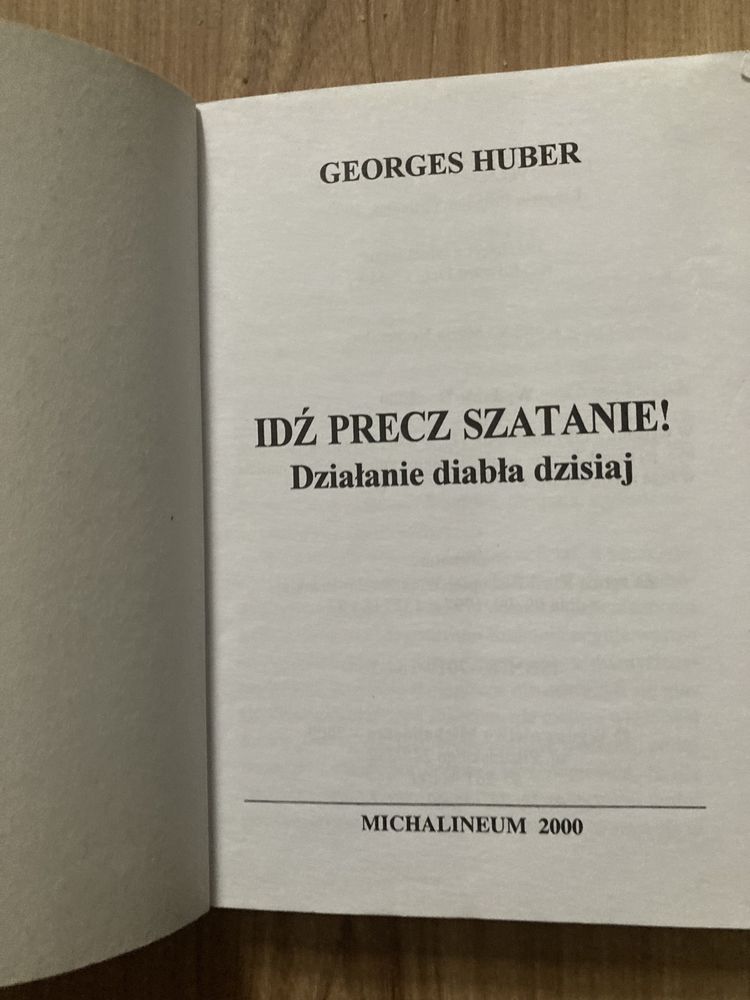 GEORGES HUBER
IDŹ PRECZ SZATANIE!
Działanie diabła dzisiaj
MICHALINEUM 2000